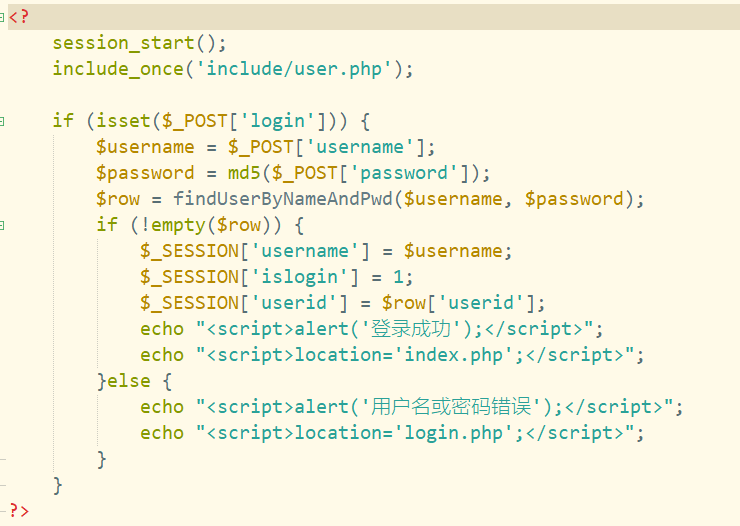 <?
    session_start();
    include_once('include/user.php');

    if (isset($_POST['login'])) {
        $username = $_POST['username'];
        $password = md5($_POST['password']);
        $row = findUserByNameAndPwd($username, $password);
        if (!empty($row)) {
            $_SESSION['username'] = $username;
            $_SESSION['islogin'] = 1;
            $_SESSION['userid'] = $row['userid'];
            echo "<script>alert('登录成功');</script>";
            echo "<script>location='index.php';</script>";
        }else {
            echo "<script>alert('用户名或密码错误');</script>";
            echo "<script>location='login.php';</script>";
        }
    }
?>